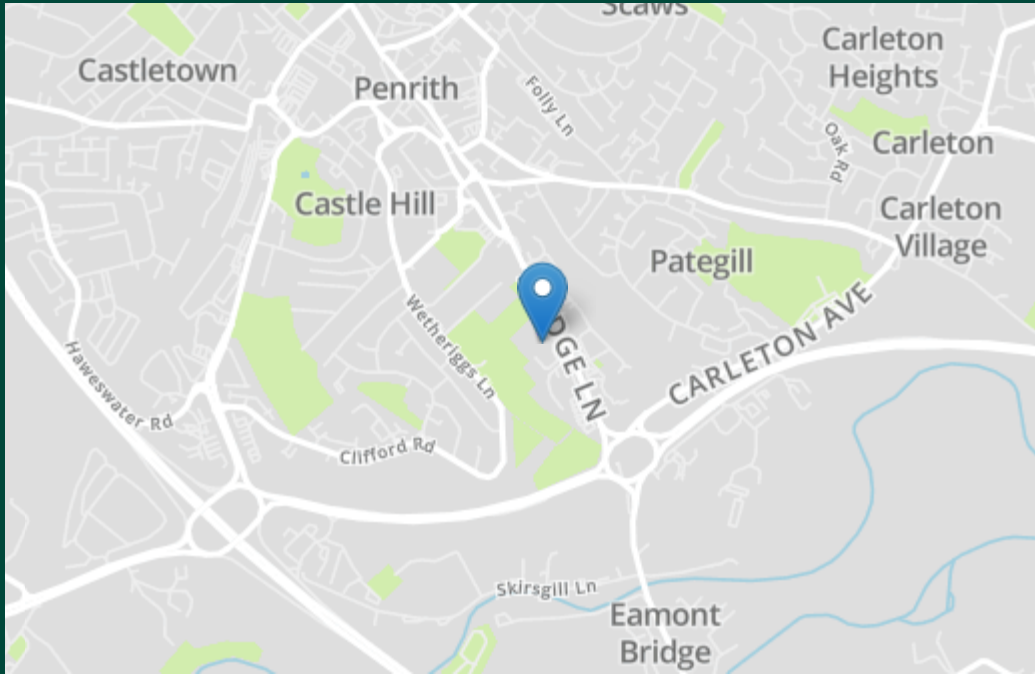 Scaws
Carleton
Heights
Castletown
Penrith
Folly Ln
Oak Rd
Carleton
Castle Hill
Carleton
Village
Pategill
Wetheriggs Ln
DGE LN
CARLETON AVE
Haweswater Rd
Clifford Rd
Skirsgill Ln
Eamont
Bridge